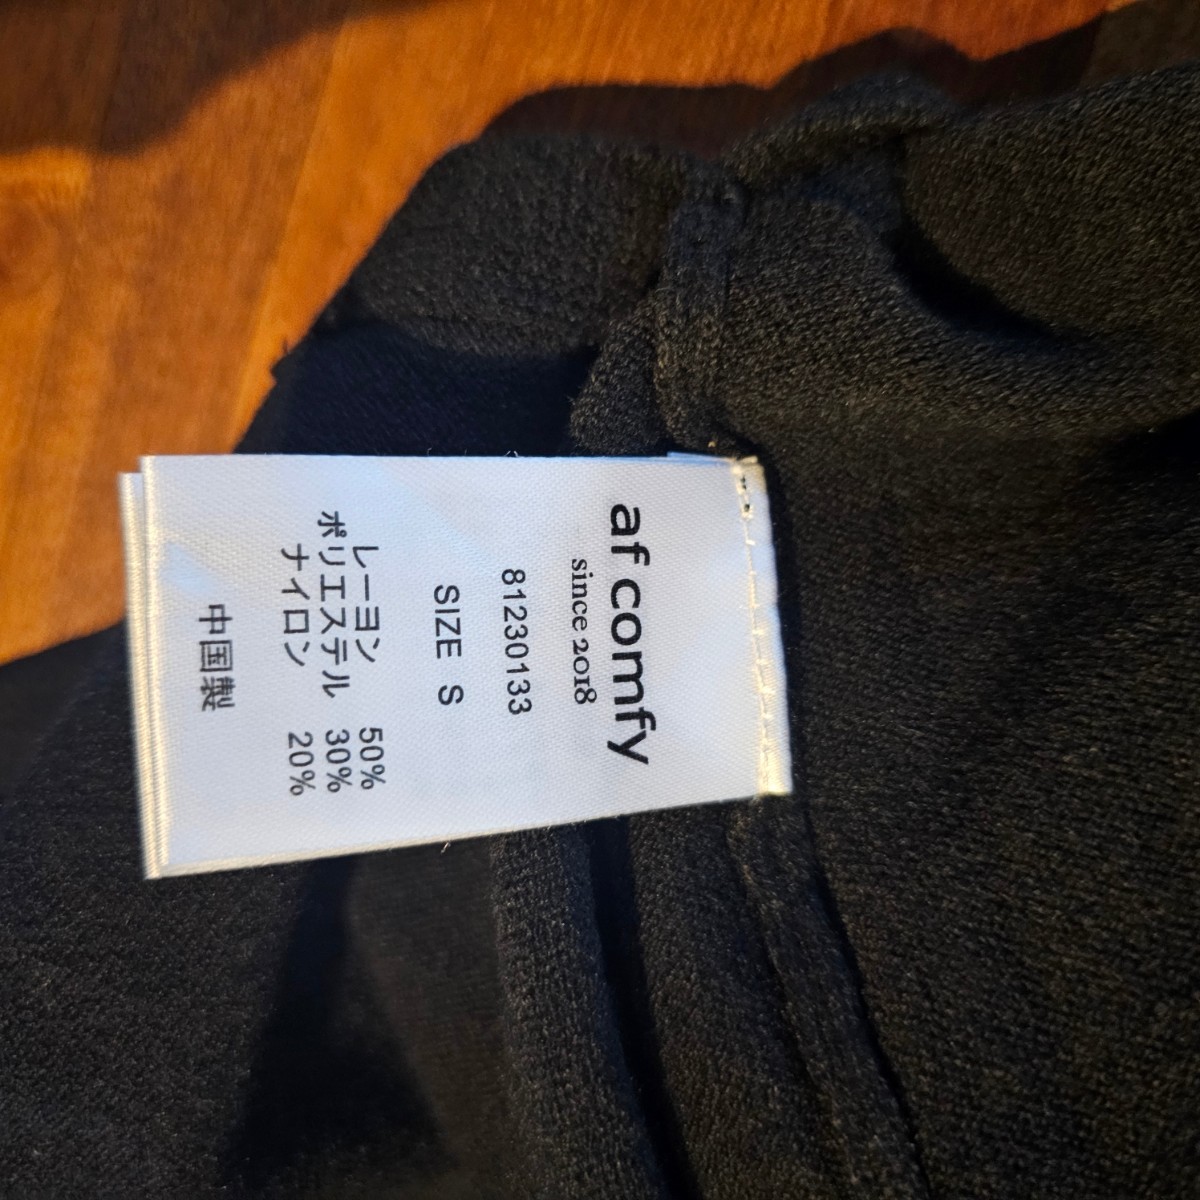 af comfy
since 2018
81230133
SIZE S
レーヨン 50%
ポリエステル 30%
ナイロン 20%
中国製